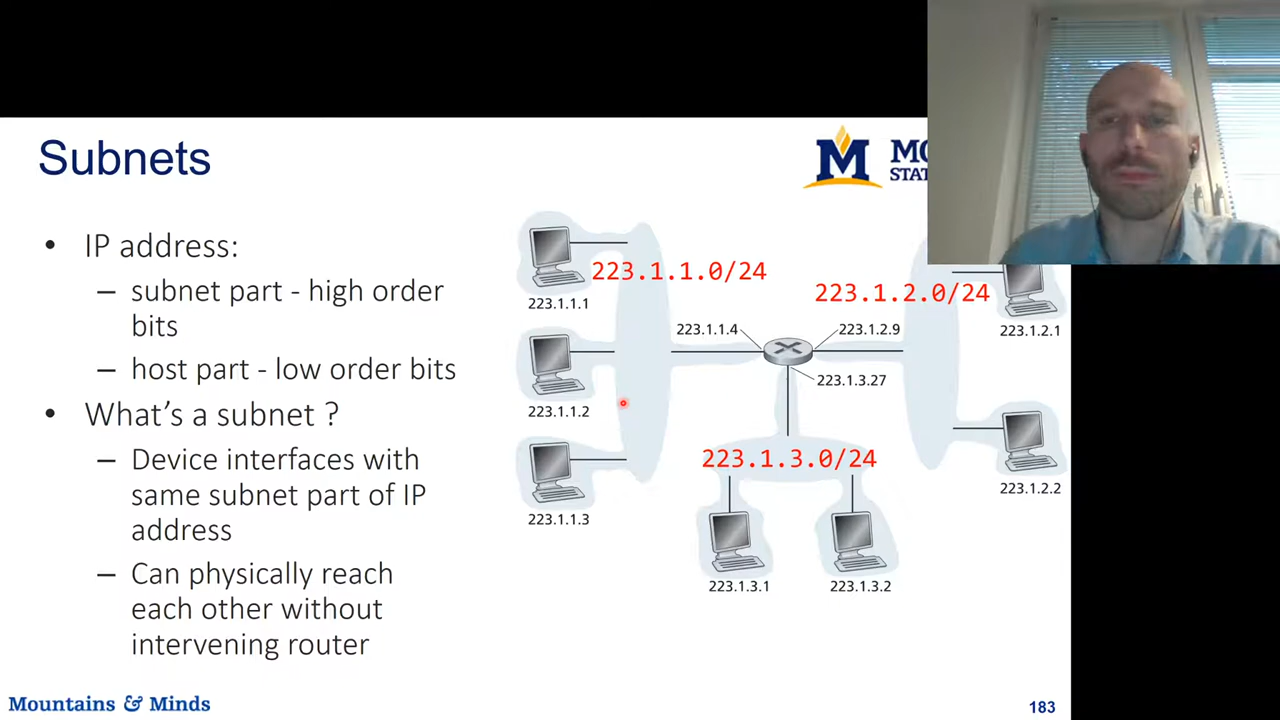 Subnets
M
MO
STAT
• IP address:
– subnet part - high order
bits
– host part - low order bits
• What’s a subnet ?
– Device interfaces with
same subnet part of IP
address
– Can physically reach
each other without
intervening router
223.1.1.0/24
223.1.2.0/24
223.1.1.1
223.1.1.4
223.1.2.9
223.1.2.1
223.1.3.27
223.1.1.2
223.1.3.0/24
223.1.2.2
223.1.1.3
223.1.3.1
223.1.3.2
Mountains & Minds
183